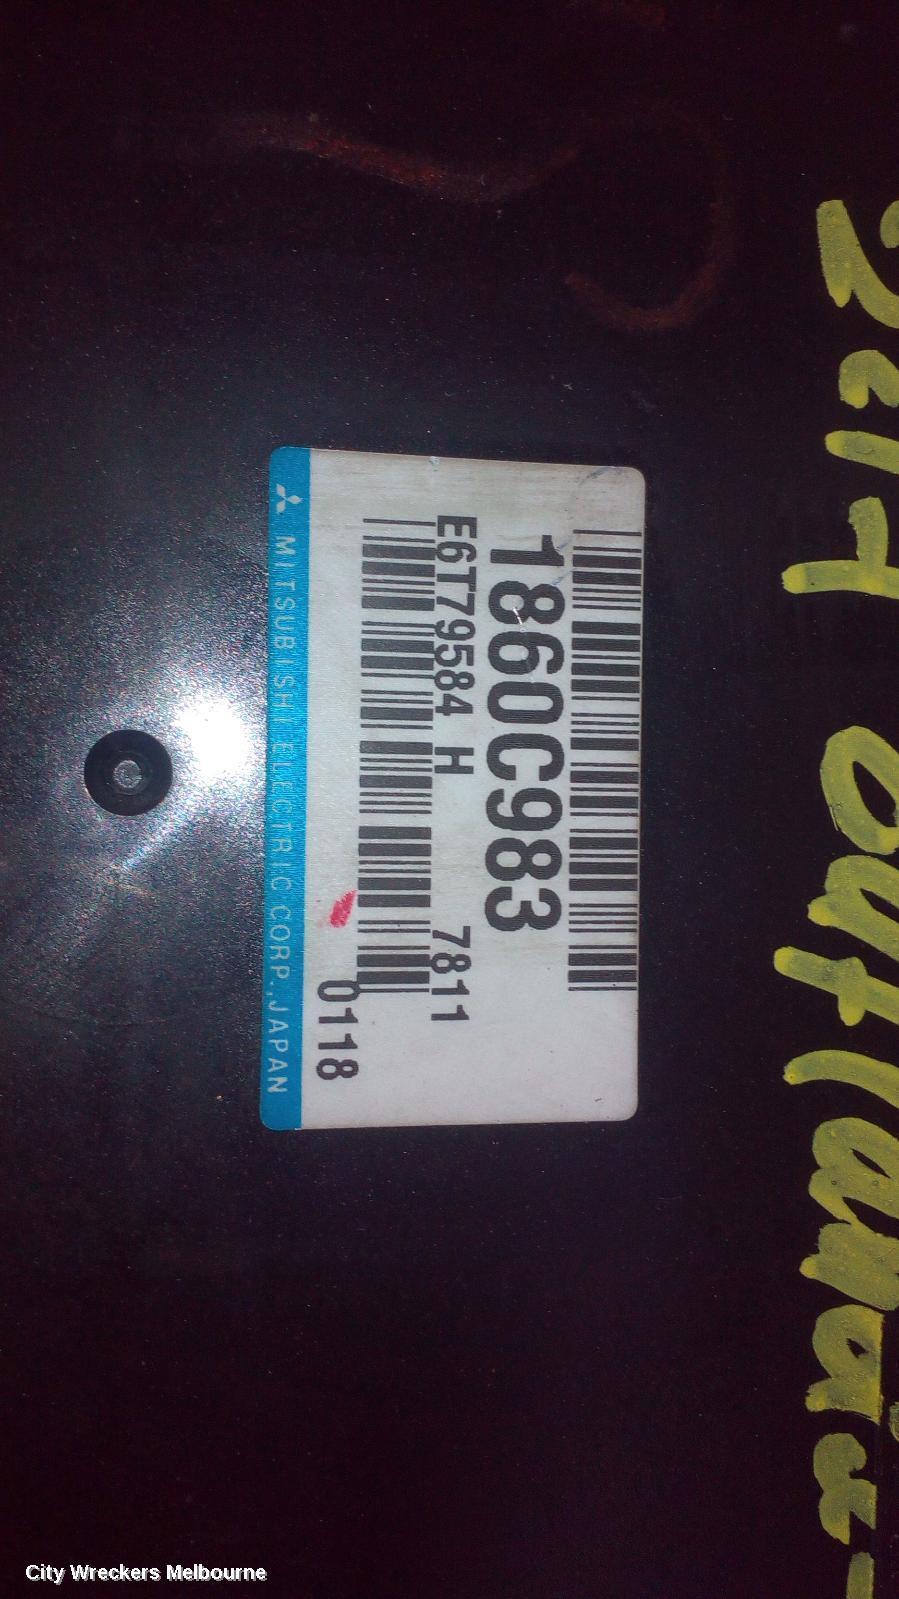 1860C983
E6T79584 H 7811
0118
MITSUBISHI ELECTRIC CORP., JAPAN
City Wreckers Melbourne